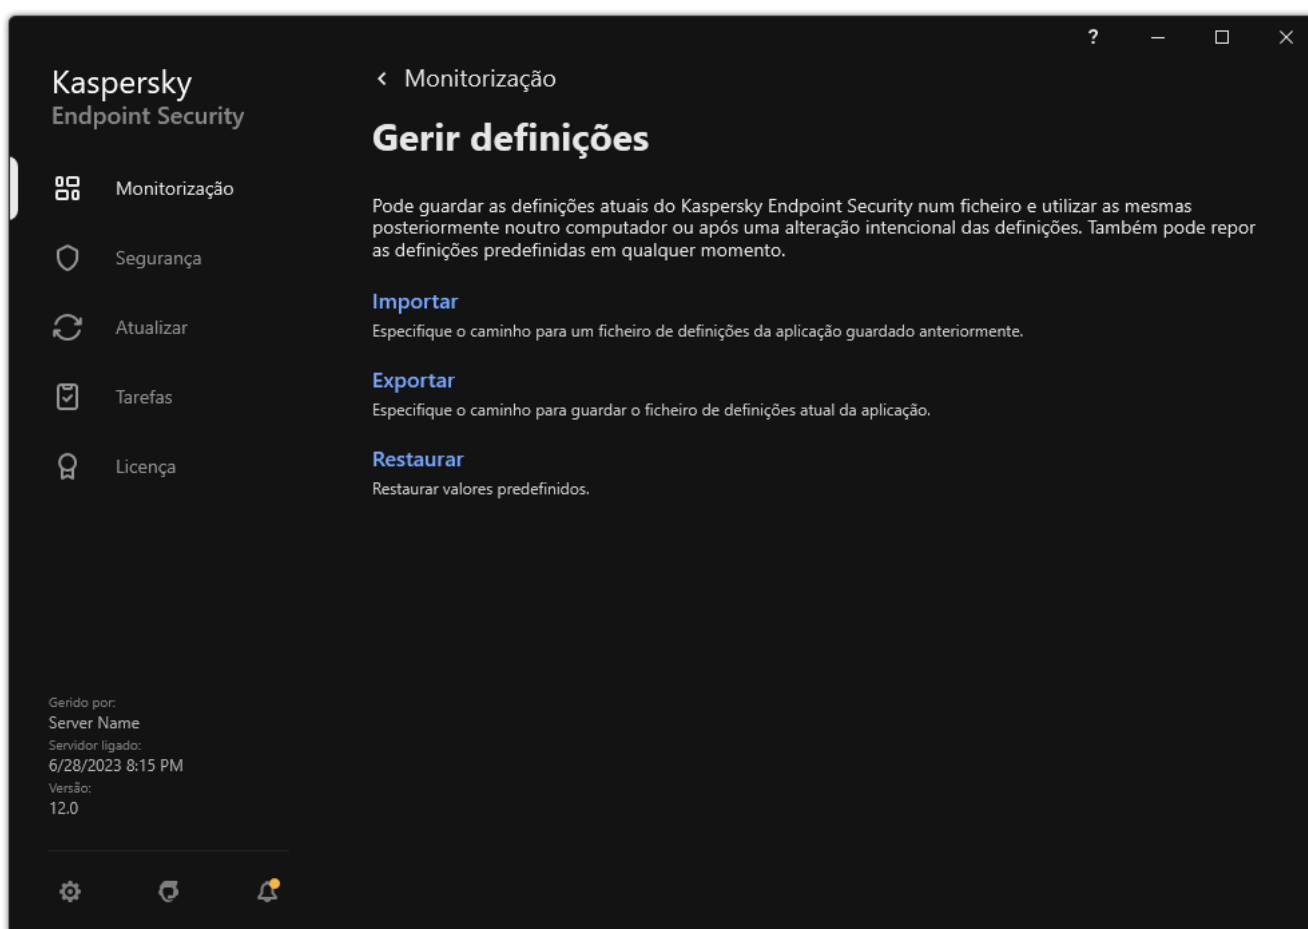 ?
Kaspersky
Endpoint Security
Monitorização
Segurança
Atualizar
Tarefas
Licença
Gerido por:
Server Name
Servidor ligado:
6/28/2023 8:15 PM
Versão:
12.0
Monitorização
Gerir definições
Pode guardar as definições atuais do Kaspersky Endpoint Security num ficheiro e utilizar as mesmas
posteriormente noutro computador ou após uma alteração intencional das definições. Também pode repor
as definições predefinidas em qualquer momento.
Importar
Especifique o caminho para um ficheiro de definições da aplicação guardado anteriormente.
Exportar
Especifique o caminho para guardar o ficheiro de definições atual da aplicação.
Restaurar
Restaurar valores predefinidos.